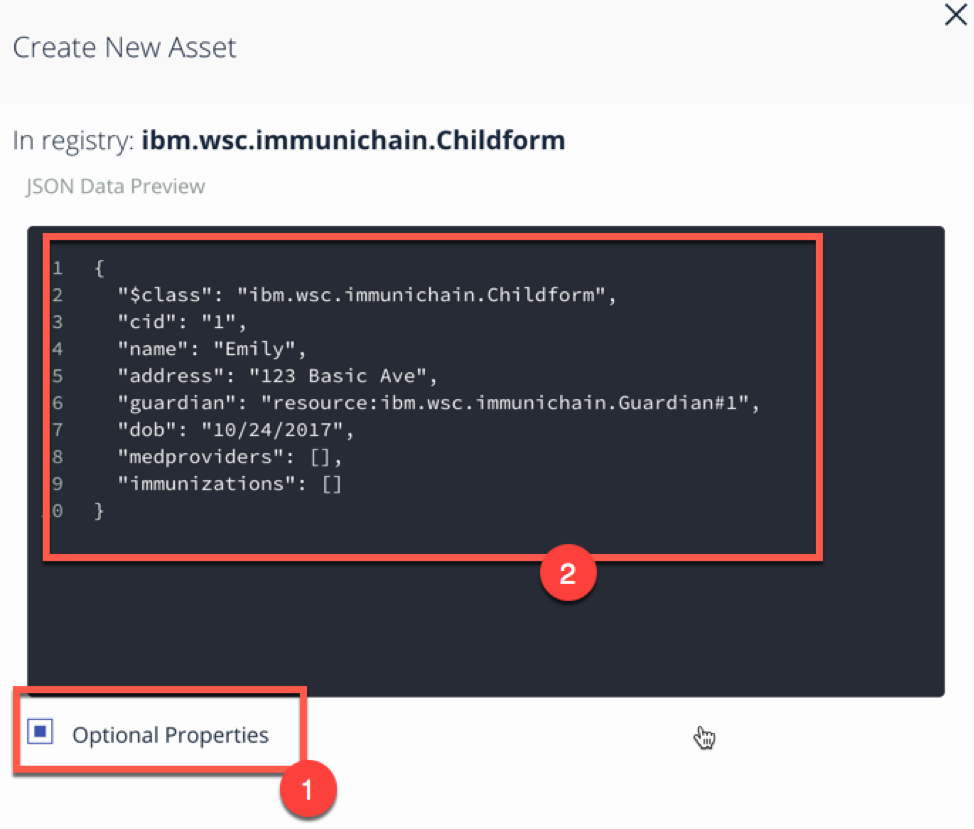 Create New Asset
In registry: ibm.wsc.immunichain.Childform
JSON Data Preview
1 {
2 "$class": "ibm.wsc.immunichain.Childform",
3 "cid": "1",
4 "name": "Emily",
5 "address": "123 Basic Ave",
6 "guardian": "resource:ibm.wsc.immunichain.Guardian#1",
7 "dob": "10/24/2017",
8 "medproviders": [],
9 "immunizations": []
0 }
2
Optional Properties
1